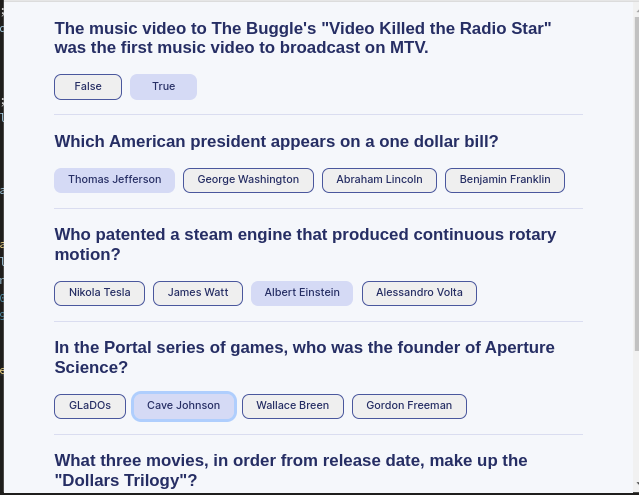 The music video to The Buggle's "Video Killed the Radio Star"
was the first music video to broadcast on MTV.
False True
Which American president appears on a one dollar bill?
Thomas Jefferson George Washington Abraham Lincoln Benjamin Franklin
Who patented a steam engine that produced continuous rotary
motion?
Nikola Tesla James Watt Albert Einstein Alessandro Volta
In the Portal series of games, who was the founder of Aperture
Science?
GLaDOs Cave Johnson Wallace Breen Gordon Freeman
What three movies, in order from release date, make up the
"Dollars Trilogy"?